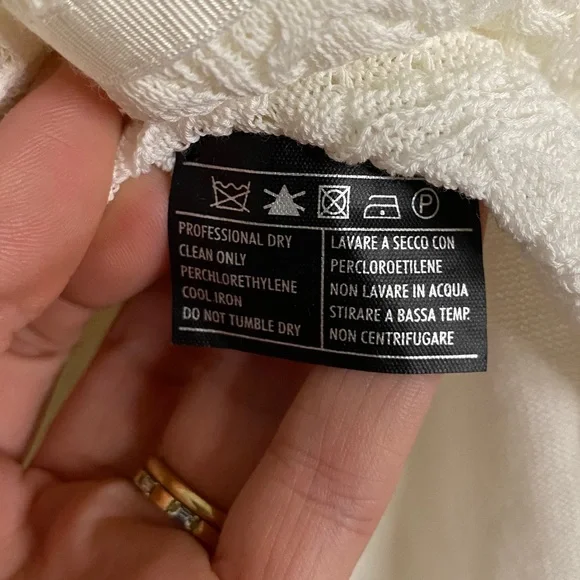 P
PROFESSIONAL DRY
CLEAN ONLY
PERCHLORETHYLENE
COOL IRON
DO NOT TUMBLE DRY
LAVARE A SECCO CON
PERCLOROETILENE
NON LAVARE IN ACQUA
STIRARE A BASSA TEMP.
NON CENTRIFUGARE